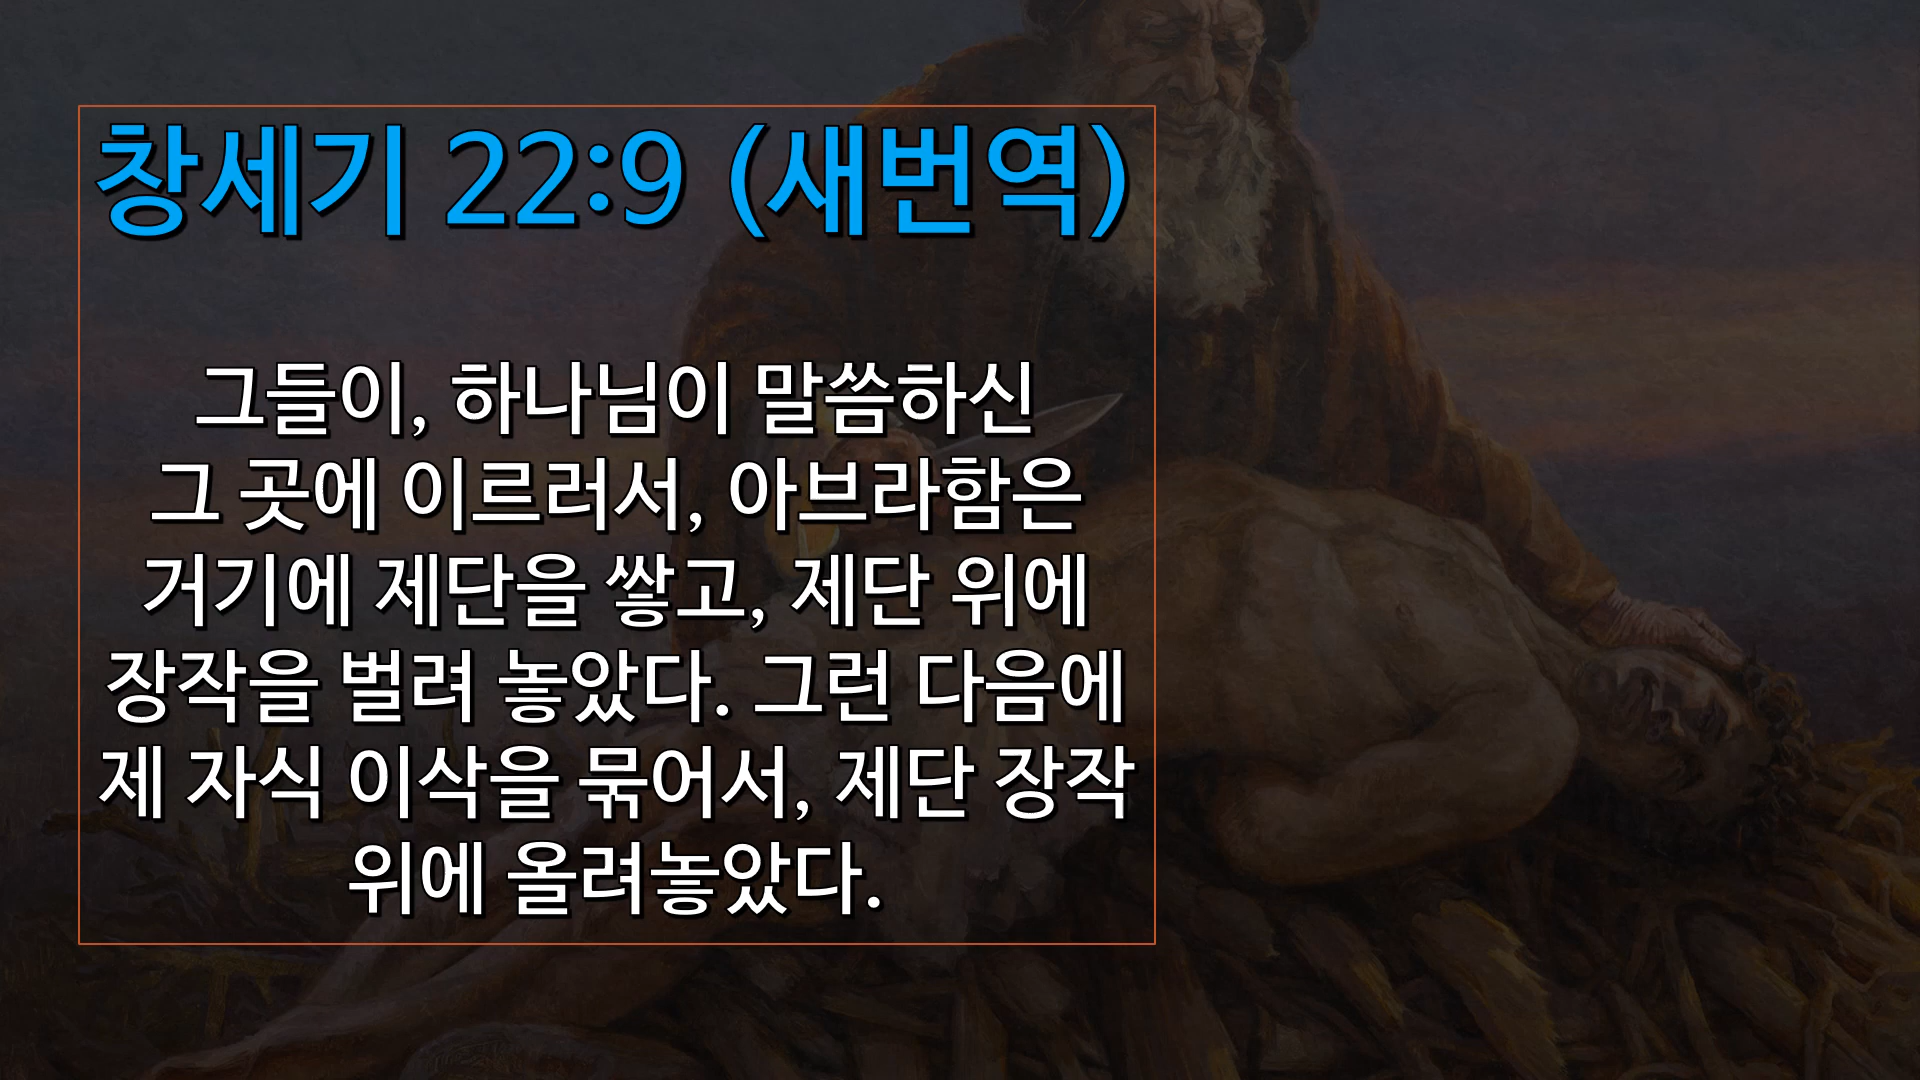 창세기 22:9 (새번역)
그들이, 하나님이 말씀하신
그 곳에 이르러서, 아브라함은
거기에 제단을 쌓고, 제단 위에
장작을 벌려 놓았다. 그런 다음에
제 자식 이삭을 묶어서, 제단 장작
위에 올려놓았다.